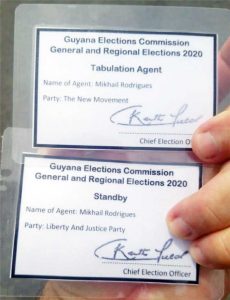 Guyana Elections Commission
General and Regional Elections 2020
Tabulation Agent
Name of Agent: Mikhail Rodrigues
Party: The New Movement
Chief Election Officer
Guyana Elections Commission
General and Regional Elections 2020
Standby
Name of Agent: Mikhail Rodrigues
Party: Liberty And Justice Party
Chief Election Officer